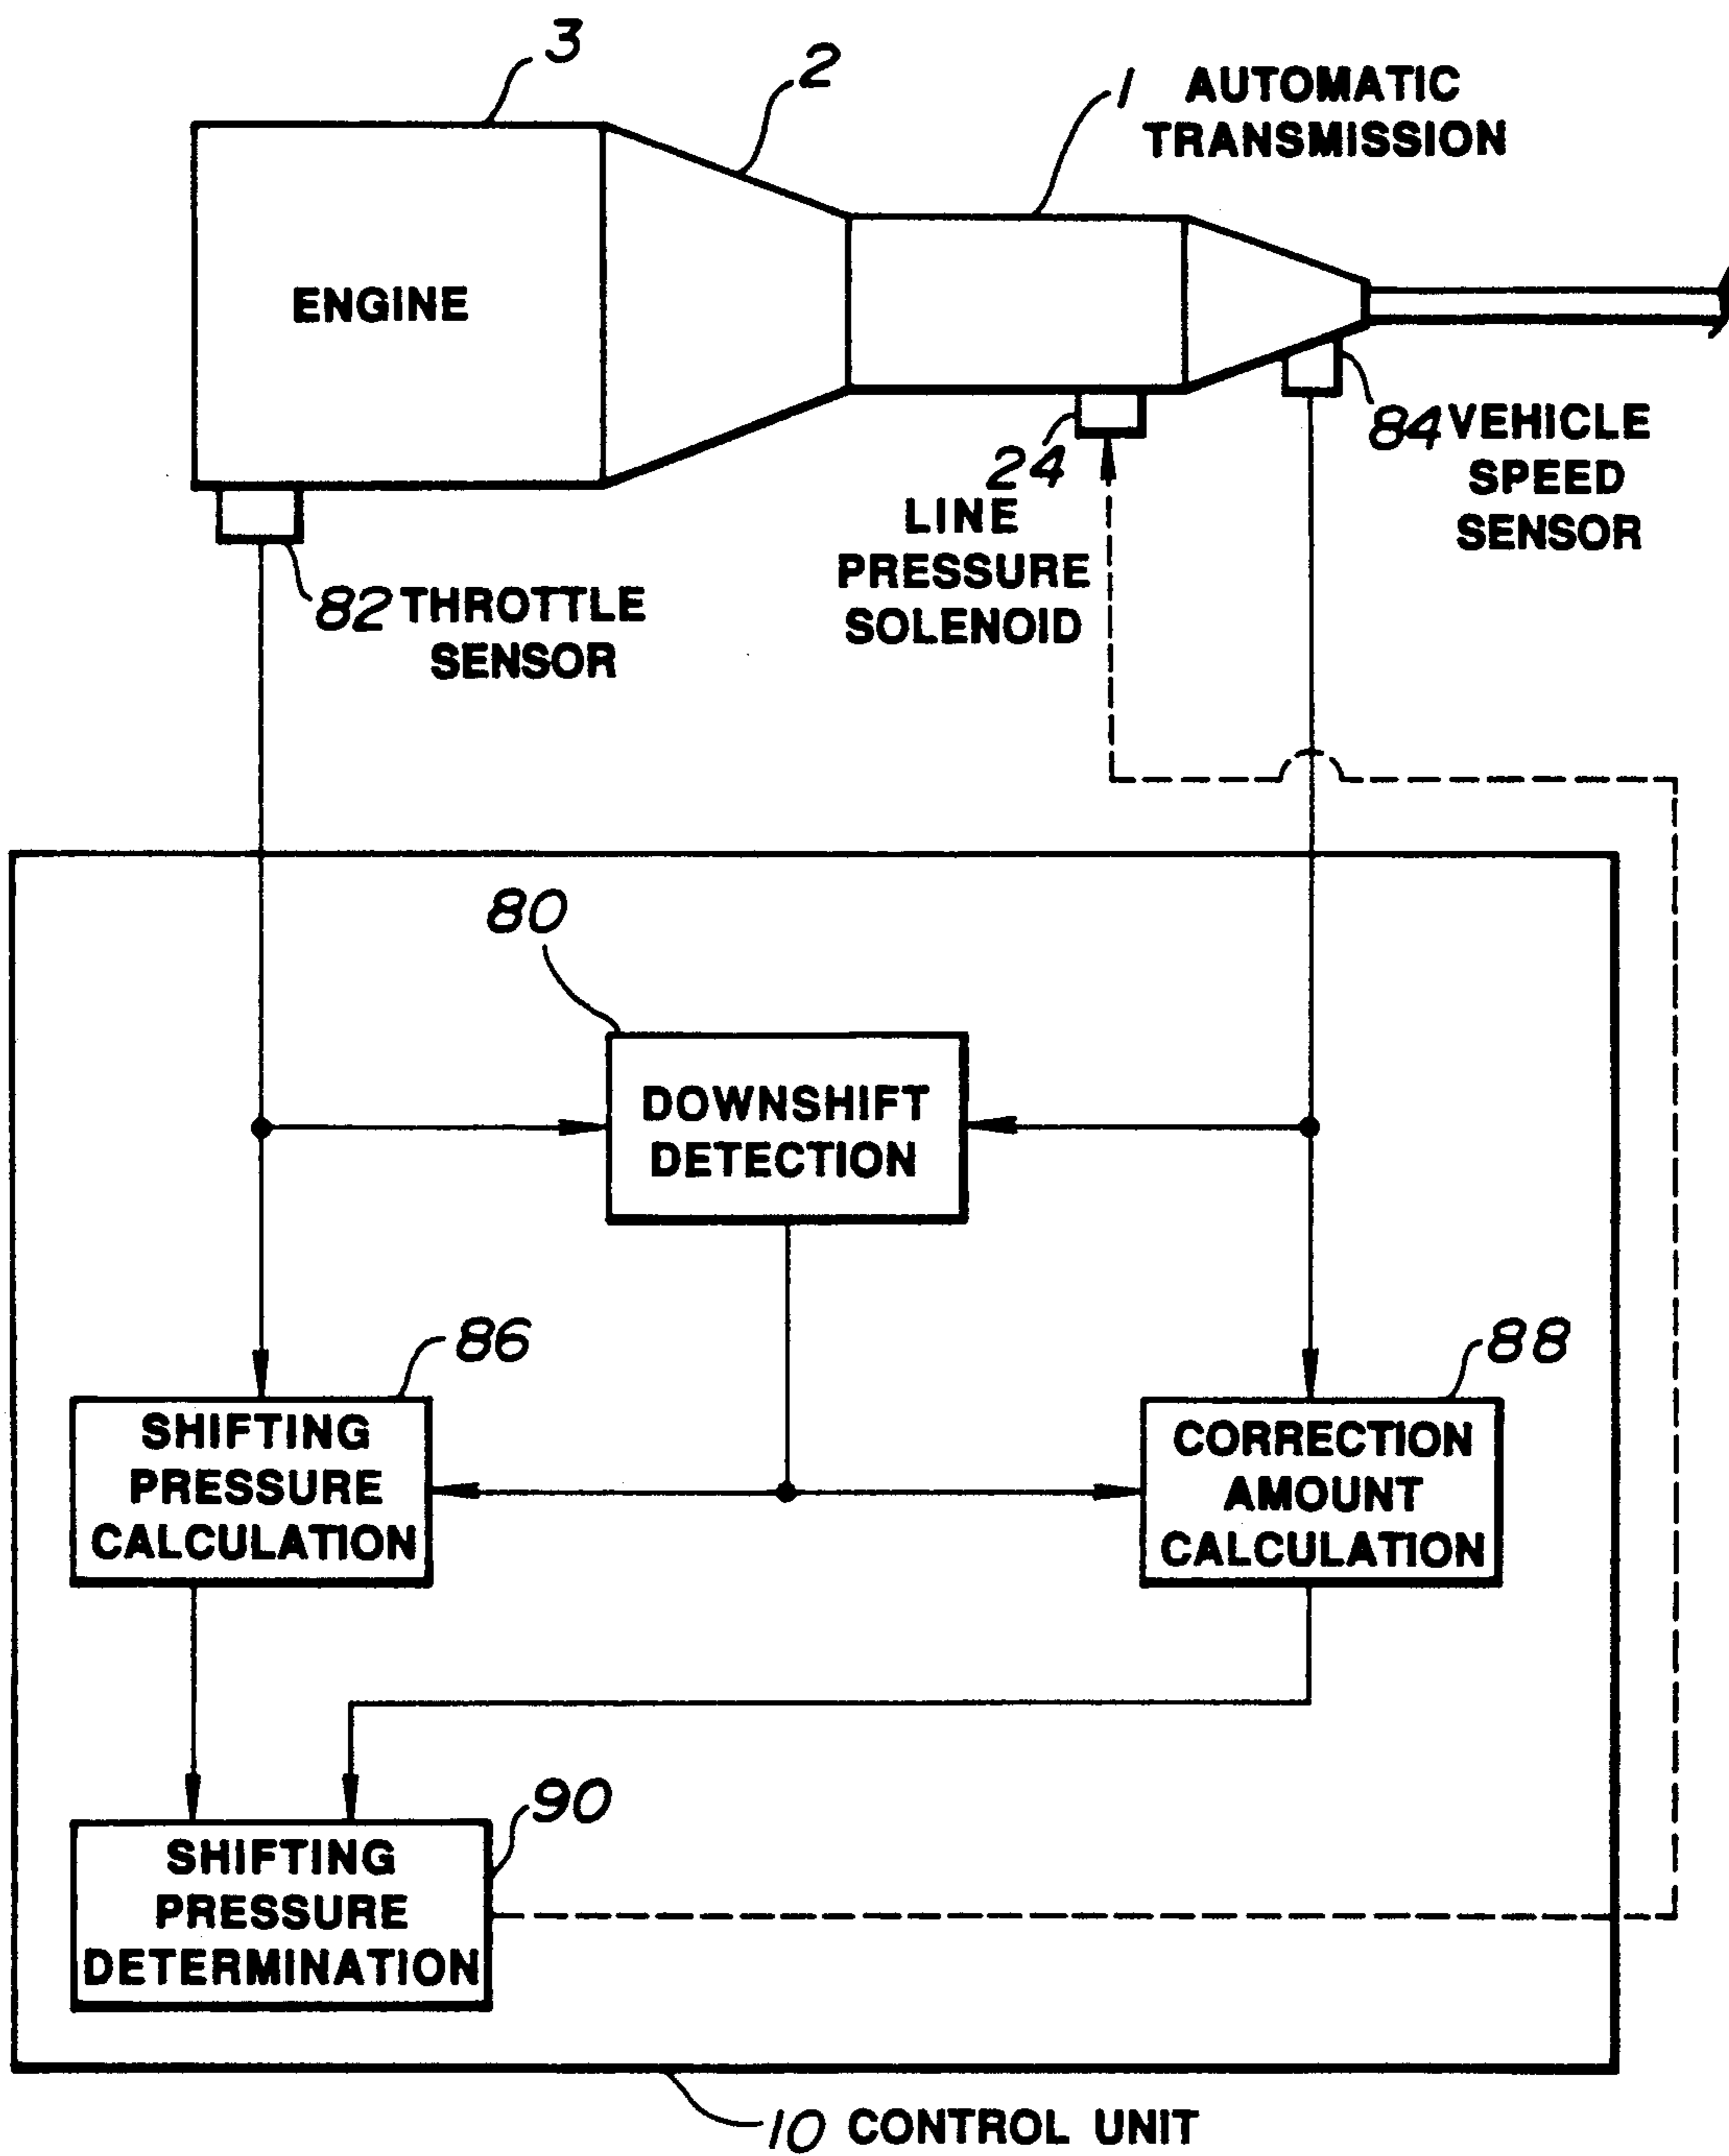 3
2
1 AUTOMATIC
TRANSMISSION
ENGINE
84 VEHICLE
SPEED
SENSOR
24
LINE
PRESSURE
SOLENOID
82 THROTTLE
SENSOR
80
DOWNSHIFT
DETECTION
86
88
SHIFTING
PRESSURE
CALCULATION
CORRECTION
AMOUNT
CALCULATION
90
SHIFTING
PRESSURE
DETERMINATION
10 CONTROL UNIT